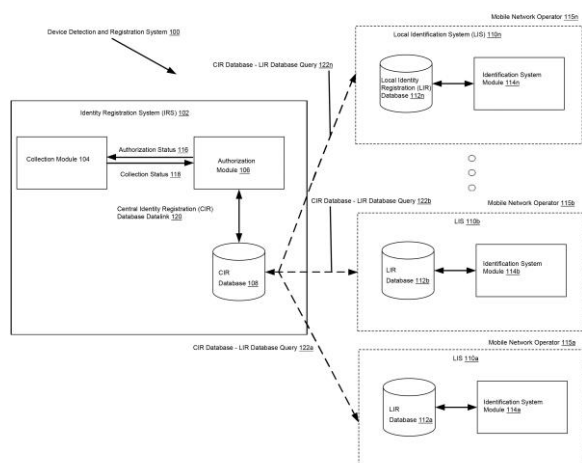 Mobile Network Operator 115n
Device Detection and Registration System 100
Local Identification System (LIS) 110n
CIR Database - LIR Database Query 122n
Local Identity
Registration (LIR)
Database 112n
Identification System
Module 114n
Identity Registration System (IRS) 102
Collection Module 104
Authorization Status 116
Collection Status 118
Authorization
Module 106
Mobile Network Operator 115b
CIR Database - LIR Database Query 122b
Central Identity Registration (CIR)
Database Datalink 120
LIS 110b
LIR
Database 112b
Identification System
Module 114b
CIR
Database 108
Mobile Network Operator 115a
CIR Database - LIR Database Query 122a
LIS 110a
LIR
Database 112a
Identification System
Module 114a